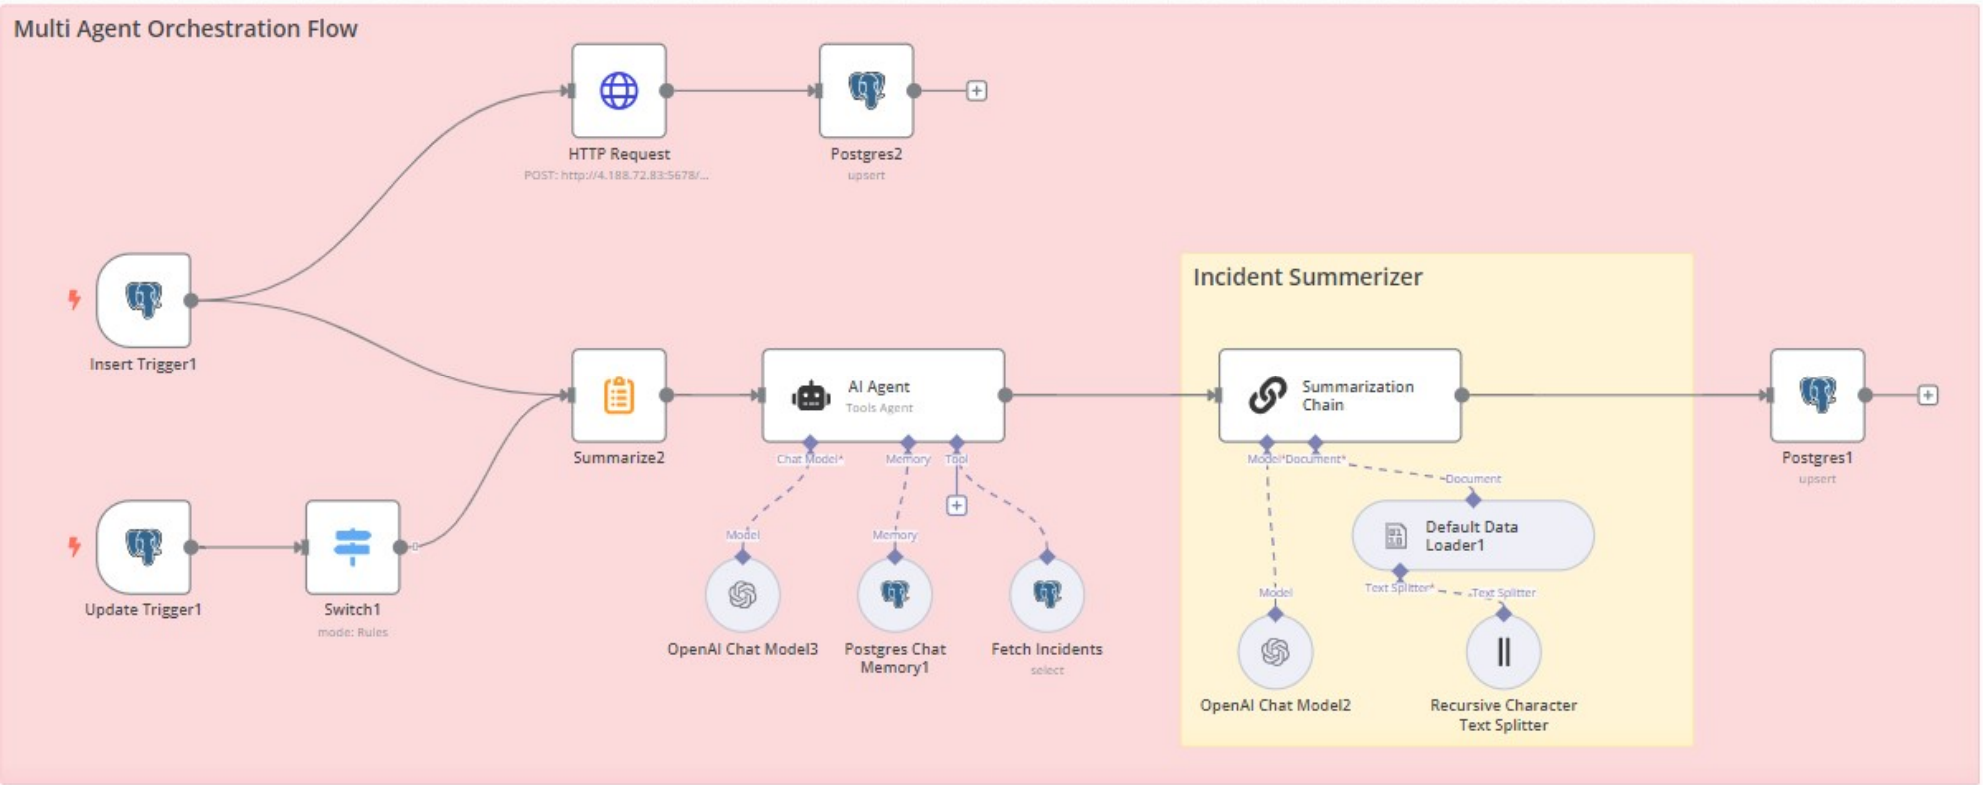 Multi Agent Orchestration Flow
HTTP Request
POST: http://4.188.72.83:5678/...
Postgres2
upsert
Insert Trigger1
Update Trigger1
Switch1
mode: Rules
0
Summarize2
AI Agent
Tools Agent
Chat Model*
Memory
Tool
Model
Memory
OpenAI Chat Model3
Postgres Chat
Memory1
Fetch Incidents
select
Incident Summerizer
Summarization
Chain
Model*
Document*
Document
Default Data
Loader1
Text Splitter*
Text Splitter
Model
OpenAI Chat Model2
Recursive Character
Text Splitter
Postgres1
upsert